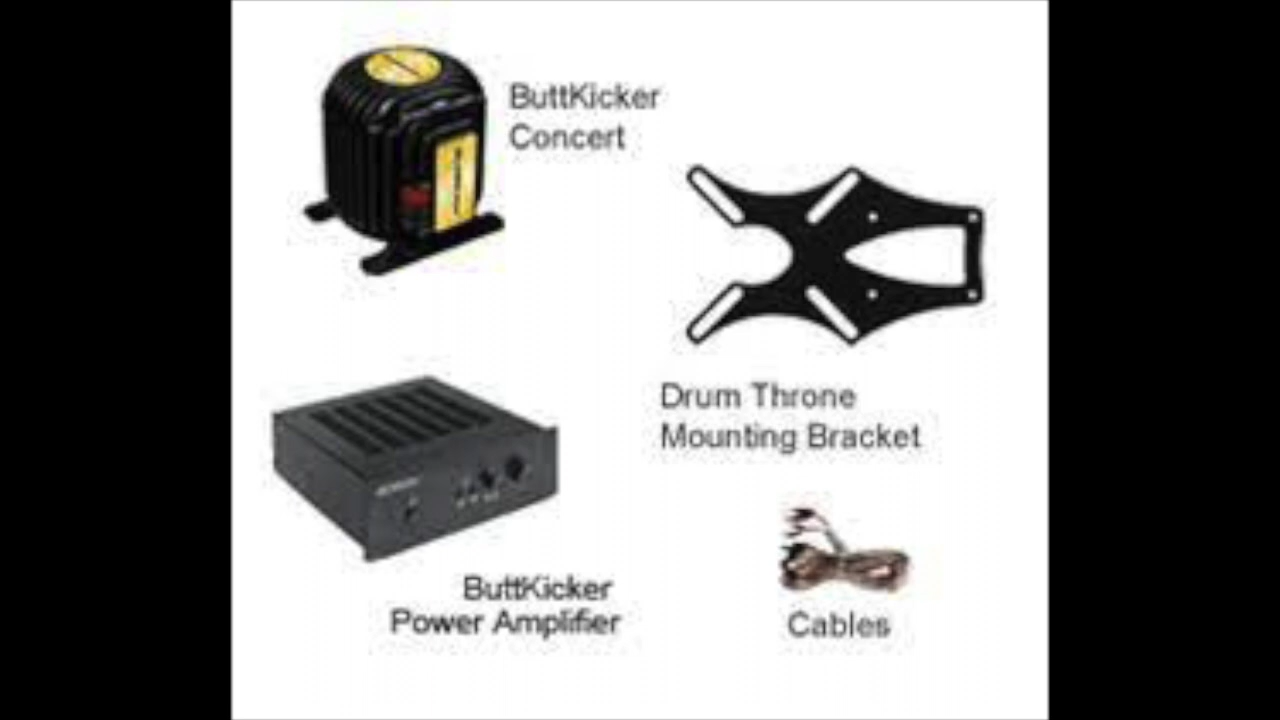 ButtKicker
Concert
Drum Throne
Mounting Bracket
ButtKicker
Power Amplifier
Cables